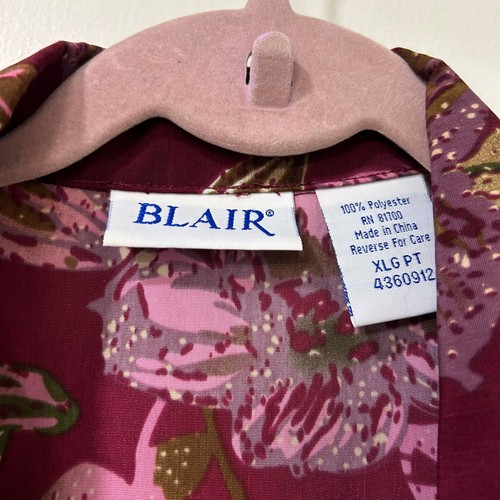 BLAIR®
100% Polyester
RN 81700
Made in China
Reverse For Care
XLG PT
4360912